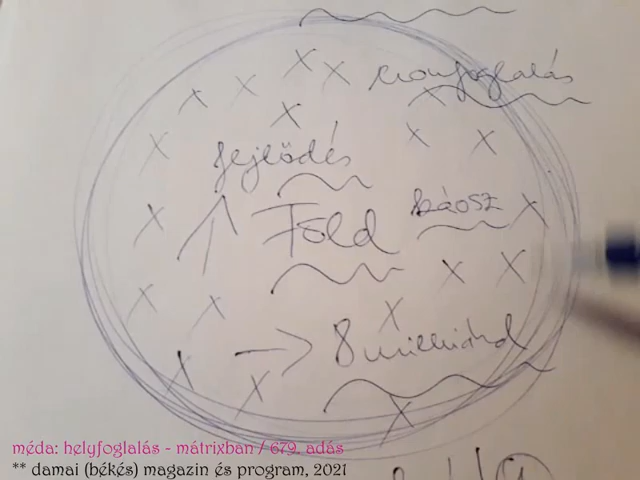 honfoglalás
fejlődés
káosz
Föld
8 milliárd
méda: helyfoglalás - mátrixban / 679. adás
** damai (békés) magazin és program, 2021